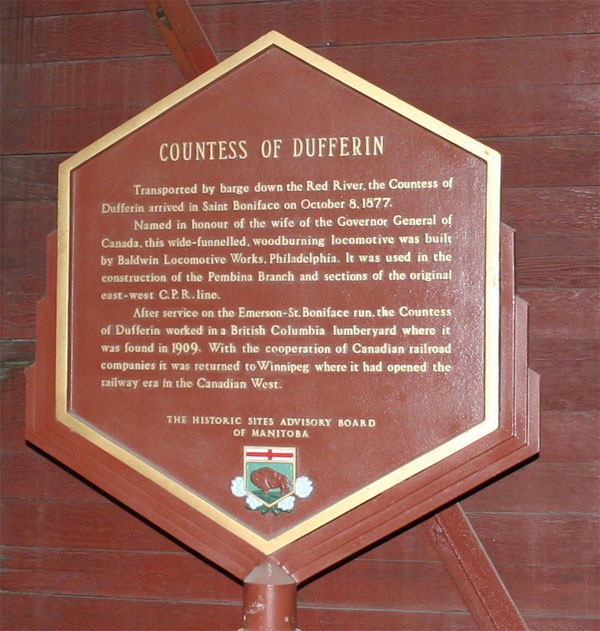 COUNTESS OF DUFFERIN
Transported by barge down the Red River, the Countess of
Dufferin arrived in Saint Boniface on October 8, 1877.
Named in honour of the wife of the Governor General of
Canada, this wide-funnelled, woodburning locomotive was built
by Baldwin Locomotive Works, Philadelphia. It was used in the
construction of the Pembina Branch and sections of the original
east-west C.P.R. line.
After service on the Emerson-St. Boniface run, the Countess
of Dufferin worked in a British Columbia lumberyard where it
was found in 1909. With the cooperation of Canadian railroad
companies it was returned to Winnipeg where it had opened the
railway era in the Canadian West.
THE HISTORIC SITES ADVISORY BOARD
OF MANITOBA